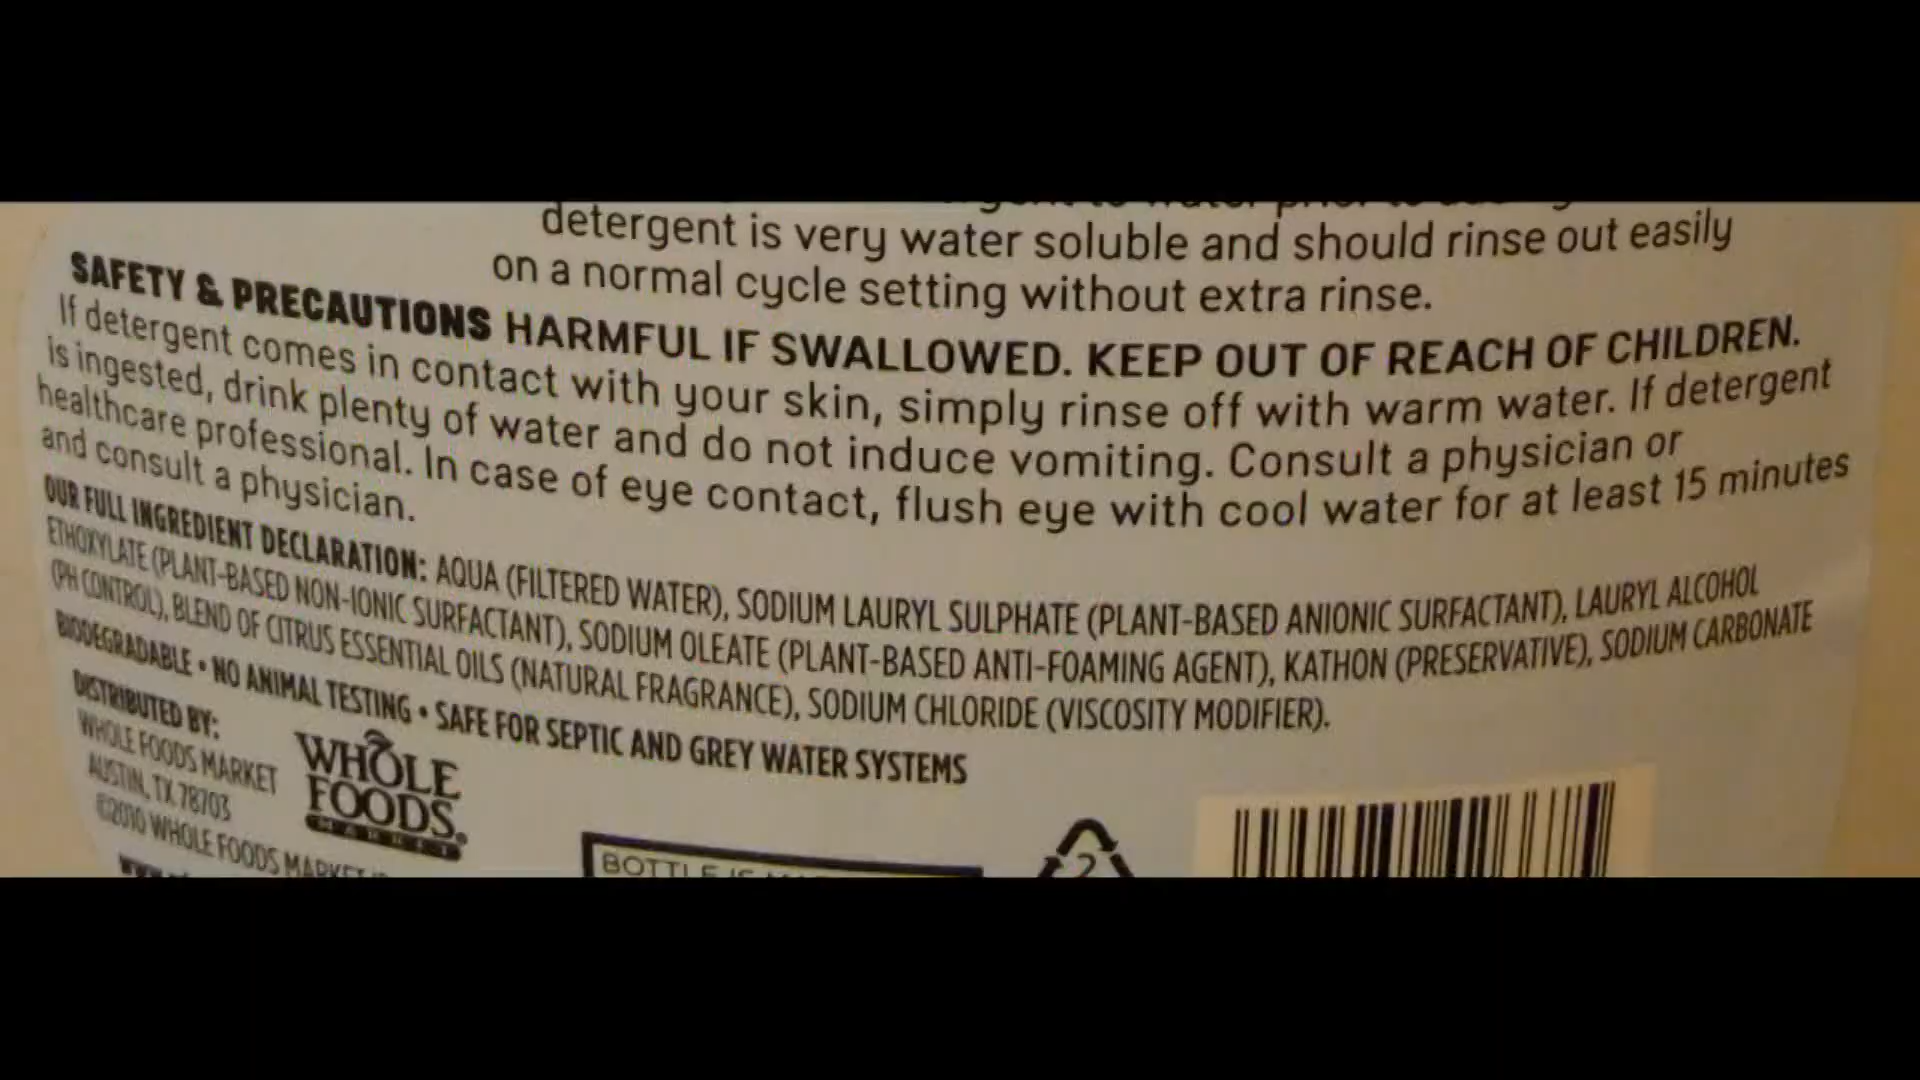 detergent is very water soluble and should rinse out easily
on a normal cycle setting without extra rinse.
SAFETY & PRECAUTIONS HARMFUL IF SWALLOWED. KEEP OUT OF REACH OF CHILDREN.
If detergent comes in contact with your skin, simply rinse off with warm water. If detergent
is ingested, drink plenty of water and do not induce vomiting. Consult a physician or
healthcare professional. In case of eye contact, flush eye with cool water for at least 15 minutes
and consult a physician.
OUR FULL INGREDIENT DECLARATION: AQUA (FILTERED WATER), SODIUM LAURYL SULPHATE (PLANT-BASED ANIONIC SURFACTANT), LAURYL ALCOHOL
ETHOXYLATE (PLANT-BASED NON-IONIC SURFACTANT), SODIUM OLEATE (PLANT-BASED ANTI-FOAMING AGENT), KATHON (PRESERVATIVE), SODIUM CARBONATE
(PH CONTROL), BLEND OF CITRUS ESSENTIAL OILS (NATURAL FRAGRANCE), SODIUM CHLORIDE (VISCOSITY MODIFIER).
BIODEGRADABLE • NO ANIMAL TESTING • SAFE FOR SEPTIC AND GREY WATER SYSTEMS
DISTRIBUTED BY:
WHOLE FOODS MARKET
AUSTIN, TX 78703
©2010 WHOLE FOODS MARKET
WHOLE
FOODS®
MARKET
BOTTLE IS
2